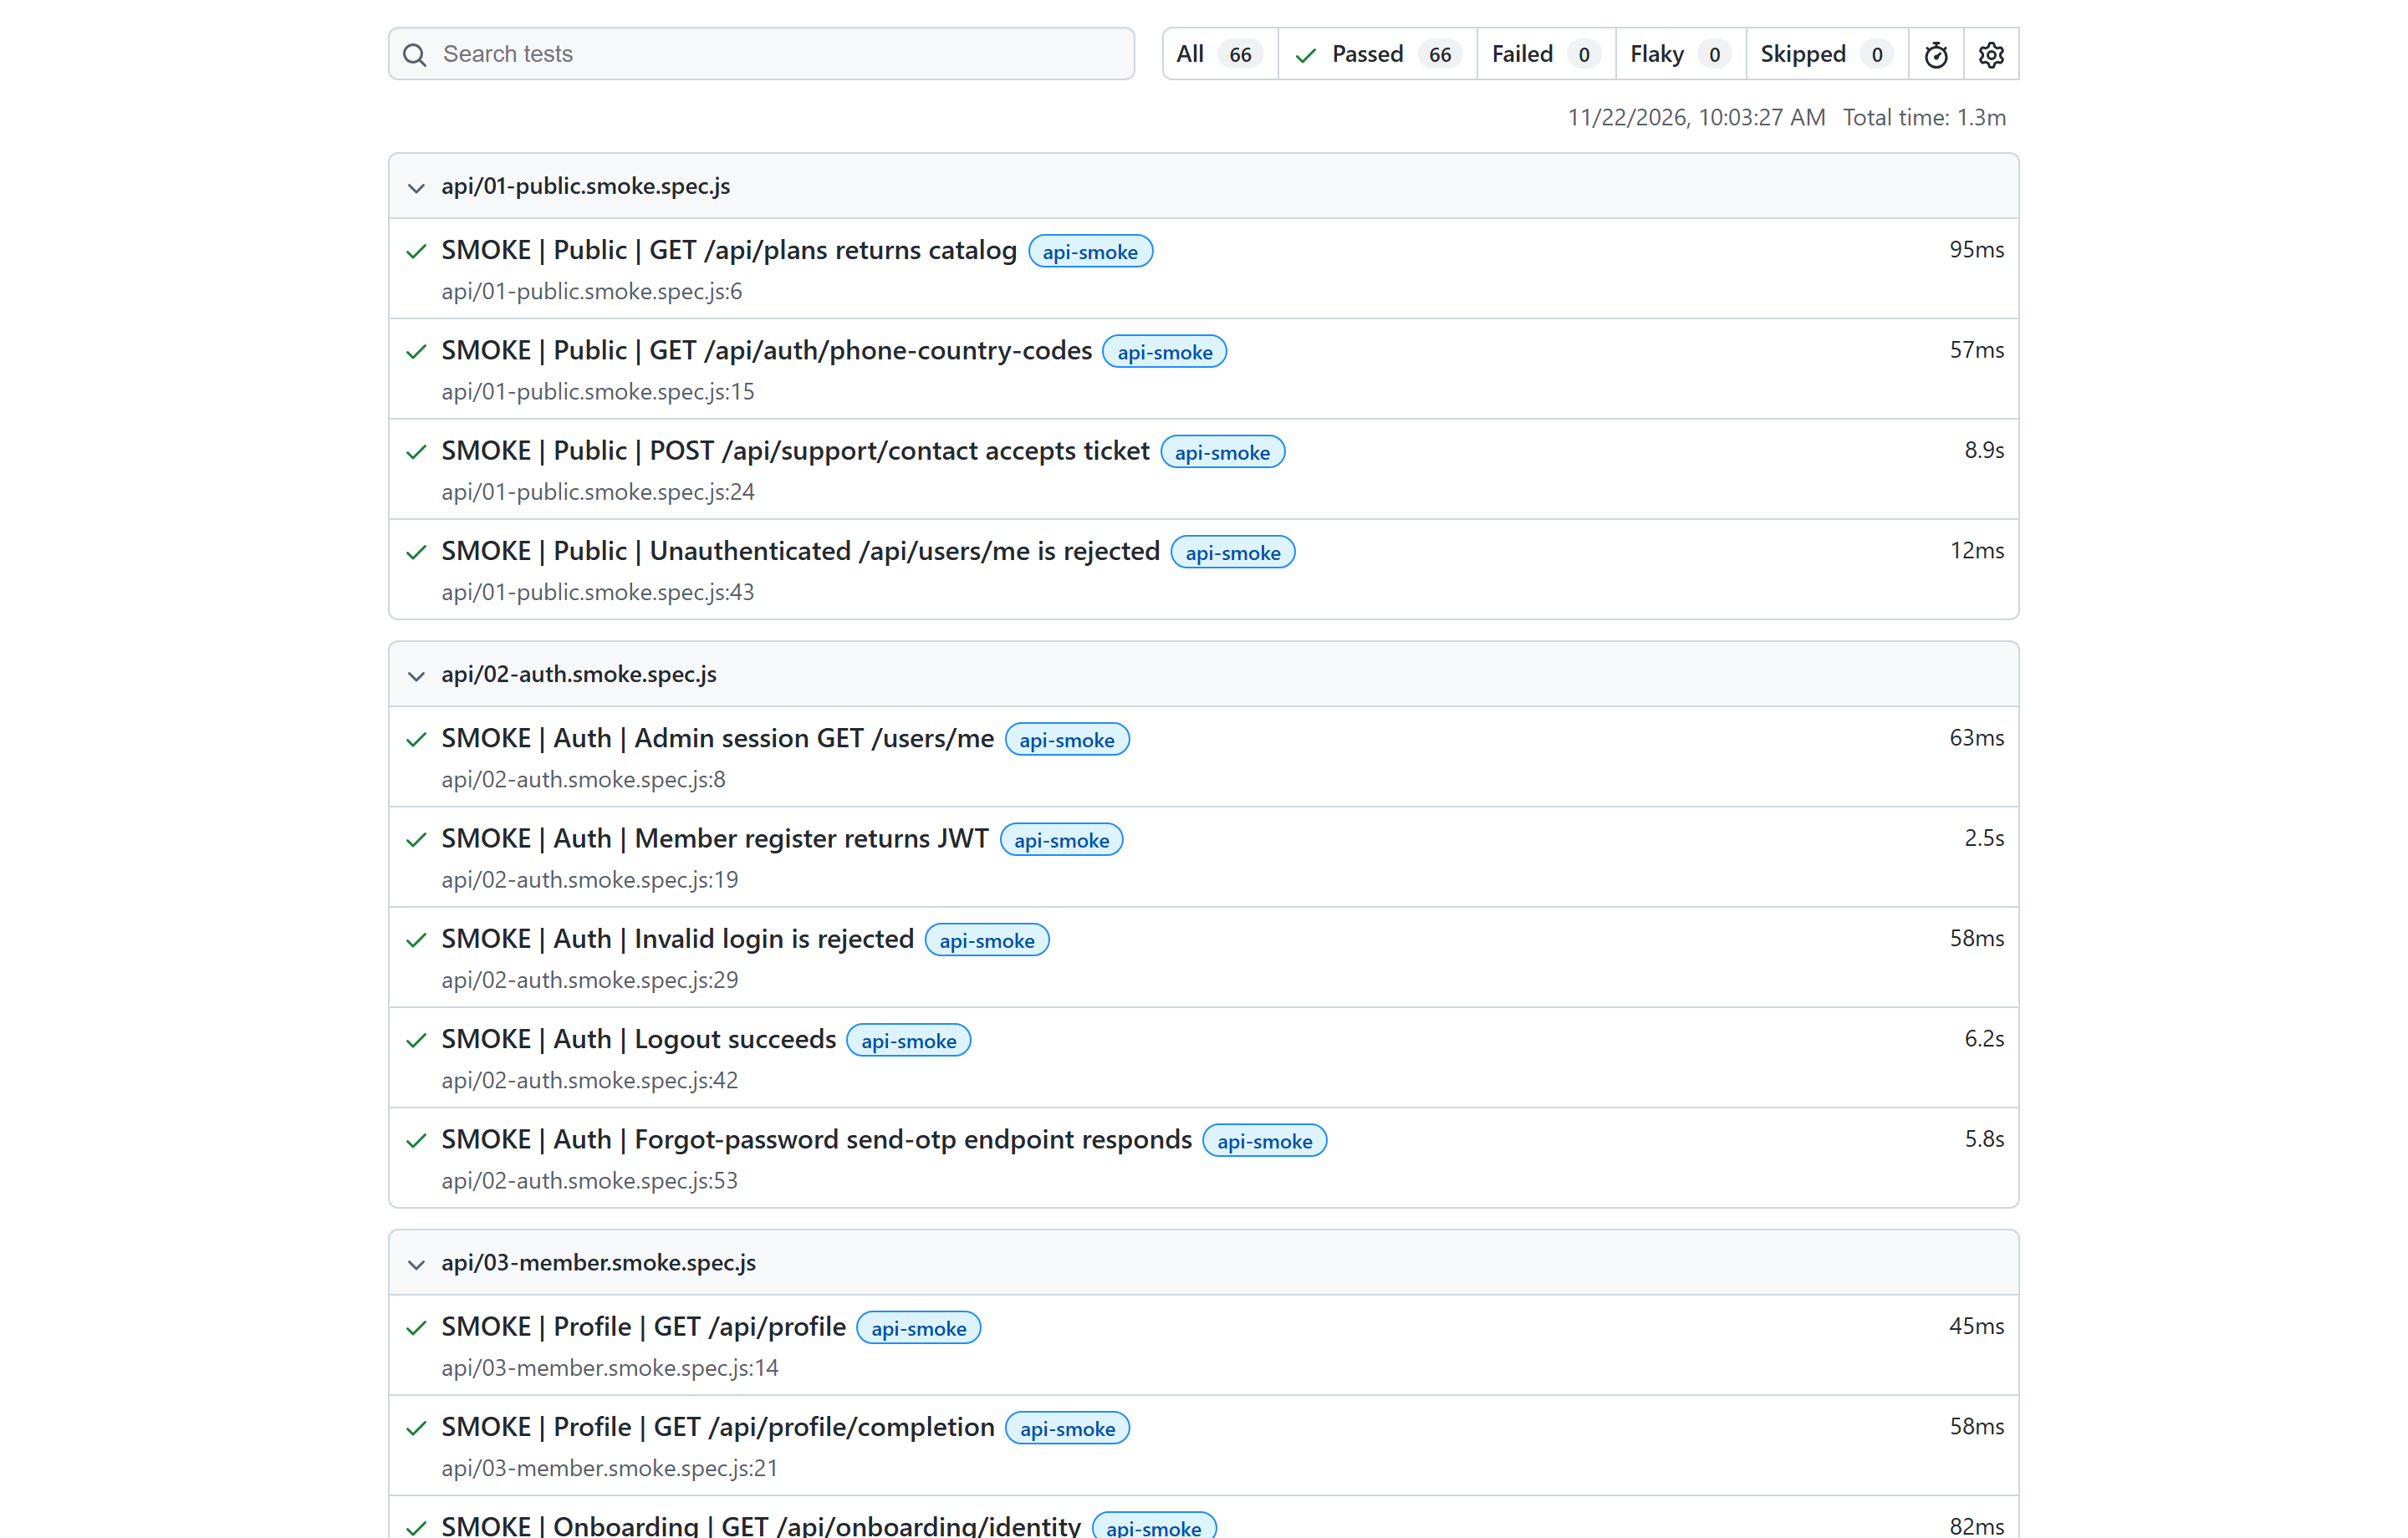 Search tests
All 66 Passed 66 Failed 0 Flaky 0 Skipped 0
11/22/2026, 10:03:27 AM Total time: 1.3m
api/01-public.smoke.spec.js
SMOKE | Public | GET /api/plans returns catalog api-smoke 95ms
api/01-public.smoke.spec.js:6
SMOKE | Public | GET /api/auth/phone-country-codes api-smoke 57ms
api/01-public.smoke.spec.js:15
SMOKE | Public | POST /api/support/contact accepts ticket api-smoke 8.9s
api/01-public.smoke.spec.js:24
SMOKE | Public | Unauthenticated /api/users/me is rejected api-smoke 12ms
api/01-public.smoke.spec.js:43
api/02-auth.smoke.spec.js
SMOKE | Auth | Admin session GET /users/me api-smoke 63ms
api/02-auth.smoke.spec.js:8
SMOKE | Auth | Member register returns JWT api-smoke 2.5s
api/02-auth.smoke.spec.js:19
SMOKE | Auth | Invalid login is rejected api-smoke 58ms
api/02-auth.smoke.spec.js:29
SMOKE | Auth | Logout succeeds api-smoke 6.2s
api/02-auth.smoke.spec.js:42
SMOKE | Auth | Forgot-password send-otp endpoint responds api-smoke 5.8s
api/02-auth.smoke.spec.js:53
api/03-member.smoke.spec.js
SMOKE | Profile | GET /api/profile api-smoke 45ms
api/03-member.smoke.spec.js:14
SMOKE | Profile | GET /api/profile/completion api-smoke 58ms
api/03-member.smoke.spec.js:21
SMOKE | Onboarding | GET /api/onboarding/identity api-smoke 82ms